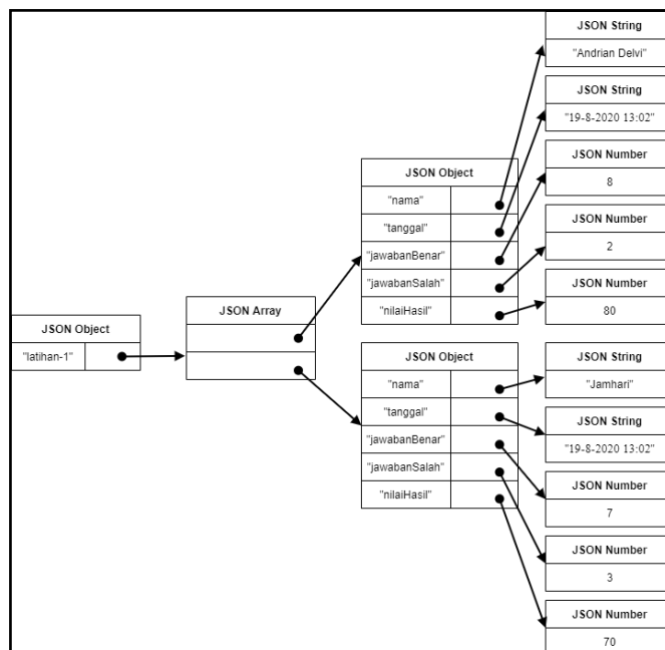 JSON Object
"latihan-1"
JSON Array
JSON Object
"nama"
"tanggal"
"jawabanBenar"
"jawabanSalah"
"nilaiHasil"
JSON String
"Andrian Delvi"
JSON String
"19-8-2020 13:02"
JSON Number
8
JSON Number
2
JSON Number
80
JSON Object
"nama"
"tanggal"
"jawabanBenar"
"jawabanSalah"
"nilaiHasil"
JSON String
"Jamhari"
JSON String
"19-8-2020 13:02"
JSON Number
7
JSON Number
3
JSON Number
70